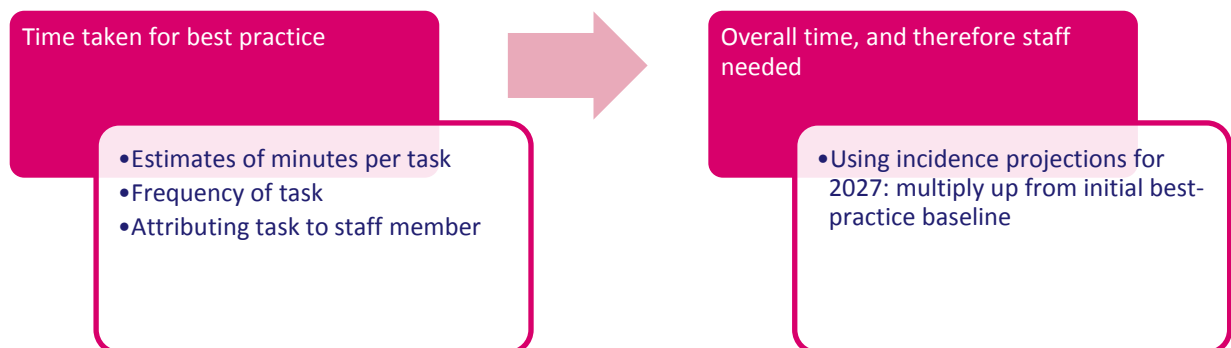 Time taken for best practice
•Estimates of minutes per task
•Frequency of task
•Attributing task to staff member
Overall time, and therefore staff
needed
•Using incidence projections for
2027: multiply up from initial best-
practice baseline